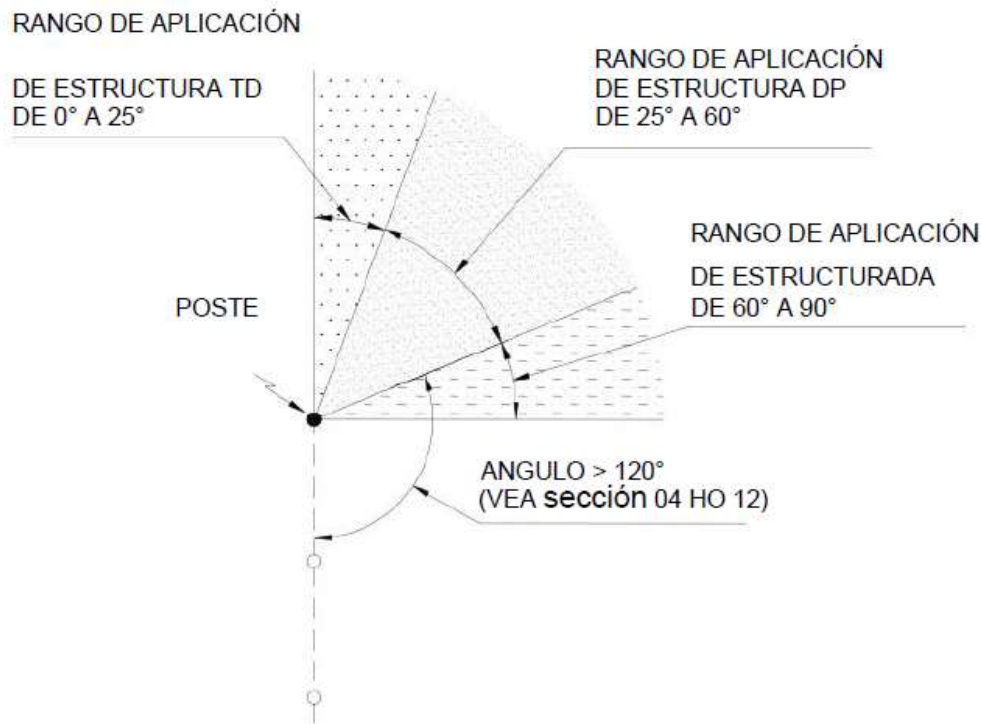 RANGO DE APLICACIÓN
DE ESTRUCTURA TD
DE 0° A 25°
RANGO DE APLICACIÓN
DE ESTRUCTURA DP
DE 25° A 60°
RANGO DE APLICACIÓN
DE ESTRUCTURADA
DE 60° A 90°
POSTE
ANGULO > 120°
(VEA sección 04 HO 12)